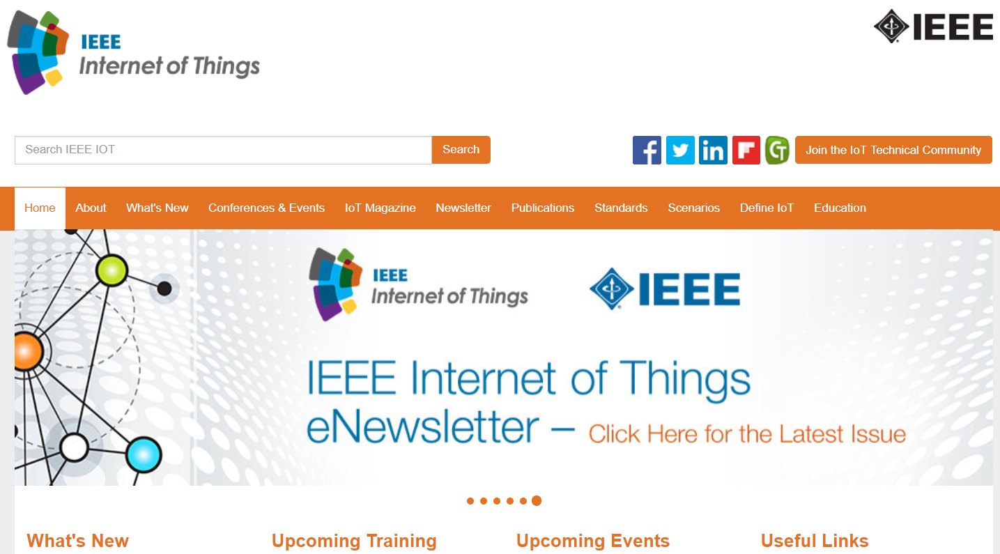 IEEE
Internet of Things
IEEE
Search IEEE IOT
Search
Join the IoT Technical Community
Home About What's New Conferences & Events IoT Magazine Newsletter Publications Standards Scenarios Define IoT Education
IEEE
Internet of Things
IEEE
IEEE Internet of Things
eNewsletter – Click Here for the Latest Issue
What's New Upcoming Training Upcoming Events Useful Links